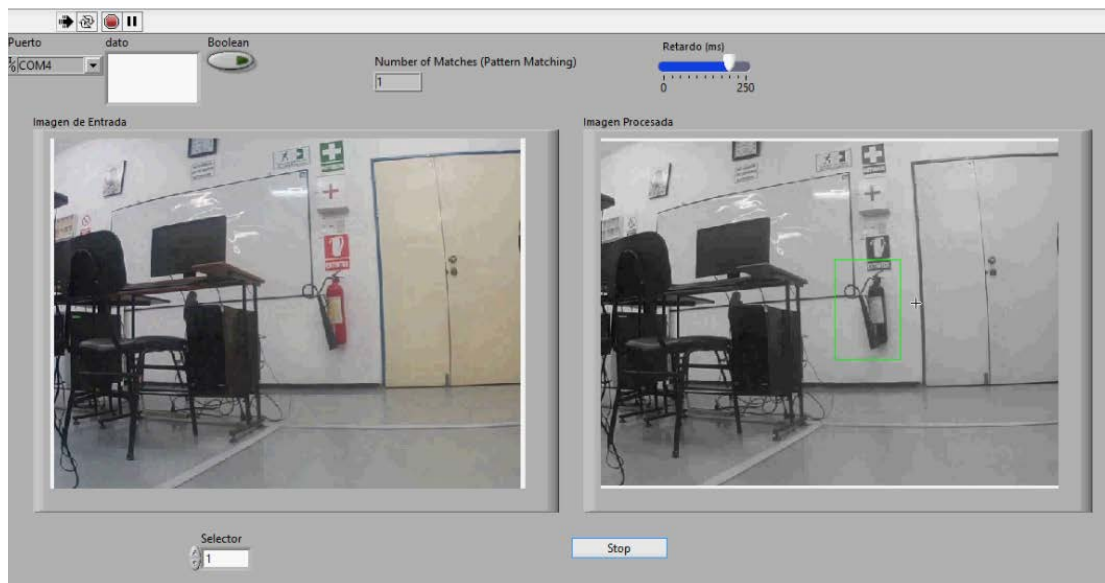 Puerto
dato
Boolean
COM4
Number of Matches (Pattern Matching)
1
Retardo (ms)
0
250
Imagen de Entrada
Imagen Procesada
Selector
1
Stop